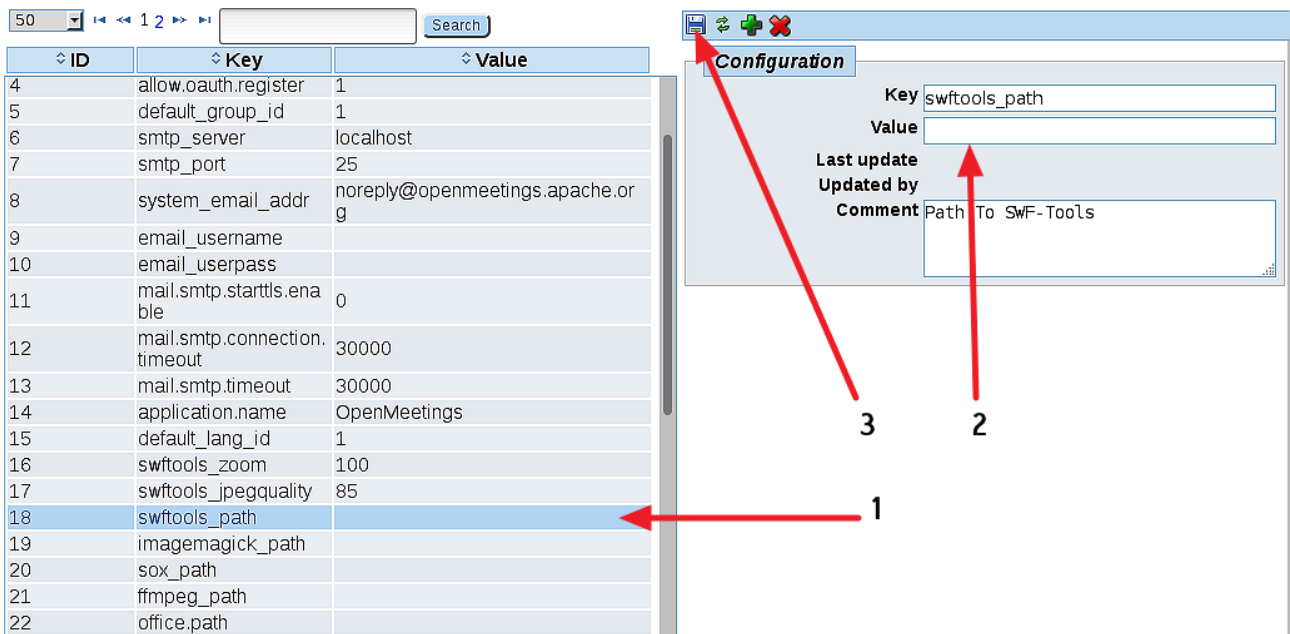 50 1 2 Search
ID Key Value
4 allow.oauth.register 1
5 default_group_id 1
6 smtp_server localhost
7 smtp_port 25
8 system_email_addr noreply@openmeetings.apache.or
g
9 email_username
10 email_userpass
11 mail.smtp.starttls.ena 0
ble
12 mail.smtp.connection. 30000
timeout
13 mail.smtp.timeout 30000
14 application.name OpenMeetings
15 default_lang_id 1
16 swftools_zoom 100
17 swftools_jpegquality 85
18 swftools_path
19 imagemagick_path
20 sox_path
21 ffmpeg_path
22 office.path
Configuration
Key swftools_path
Value
Last update
Updated by
Comment Path To SWF-Tools
3 2
1